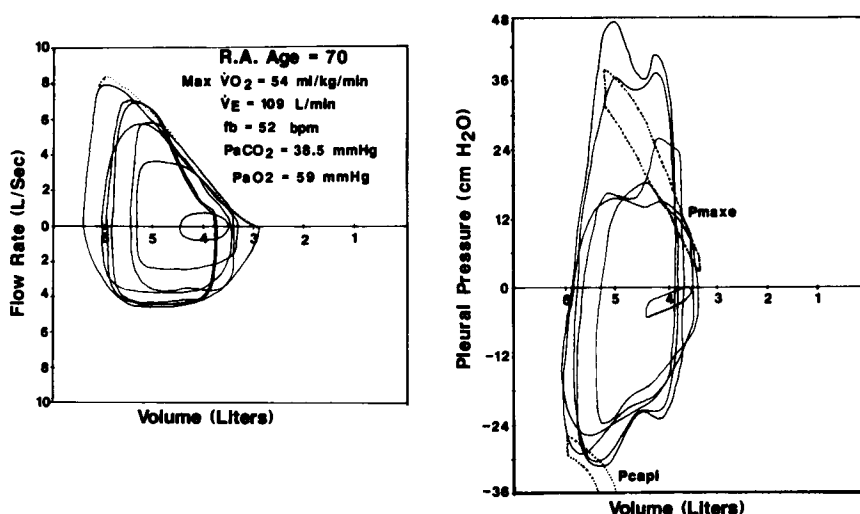 R.A. Age = 70
Max V̇O2 = 54 ml/kg/min
V̇E = 109 L/min
fb = 52 bpm
PaCO2 = 38.5 mmHg
PaO2 = 59 mmHg
Flow Rate (L/Sec)
10
8
6
4
2
0
2
4
6
8
10
6 5 4 3 2 1
Volume (Liters)
Pleural Pressure (cm H2O)
48
36
24
12
0
-12
-24
-36
6 5 4 3 2 1 0
Pmaxe
Pcapi
Volume (Liters)